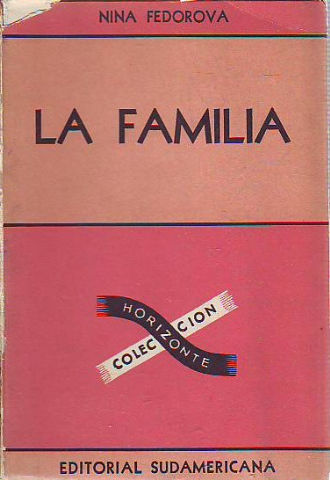 NINA FEDOROVA
LA FAMILIA
COLECCION
HORIZONTE
EDITORIAL SUDAMERICANA